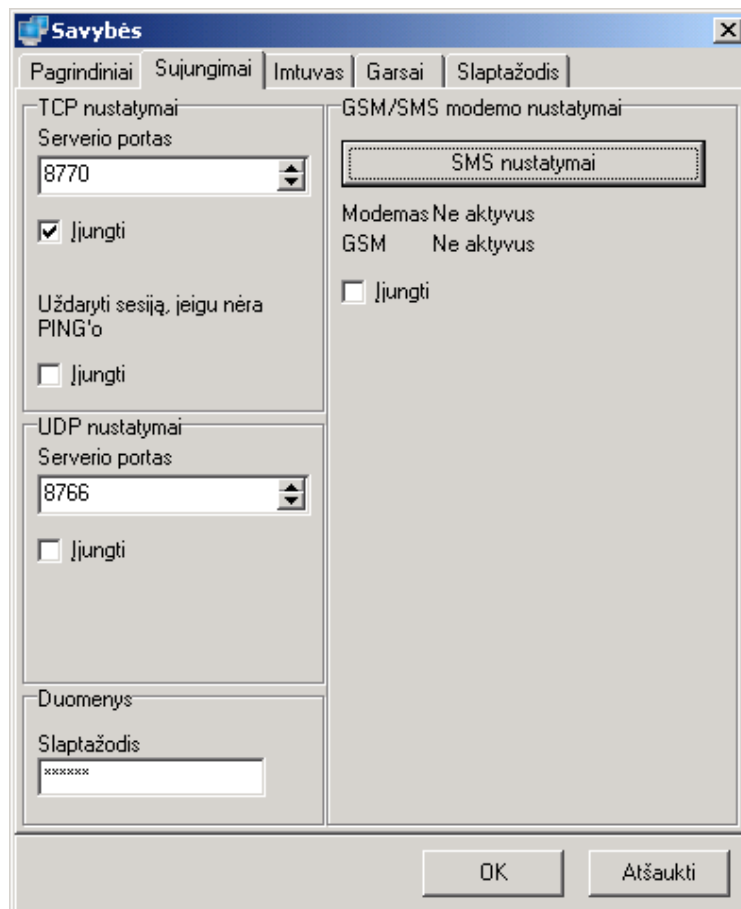 Savybės
Pagrindiniai Sujungimai Imtuvas Garsai Slaptažodis
TCP nustatymai
Serverio portas
8770
Įjungti
Uždaryti sesiją, jeigu nėra
PING'o
Įjungti
UDP nustatymai
Serverio portas
8766
Įjungti
Duomenys
Slaptažodis
××××××
GSM/SMS modemo nustatymai
SMS nustatymai
Modemas Ne aktyvus
GSM Ne aktyvus
Įjungti
OK Atšaukti